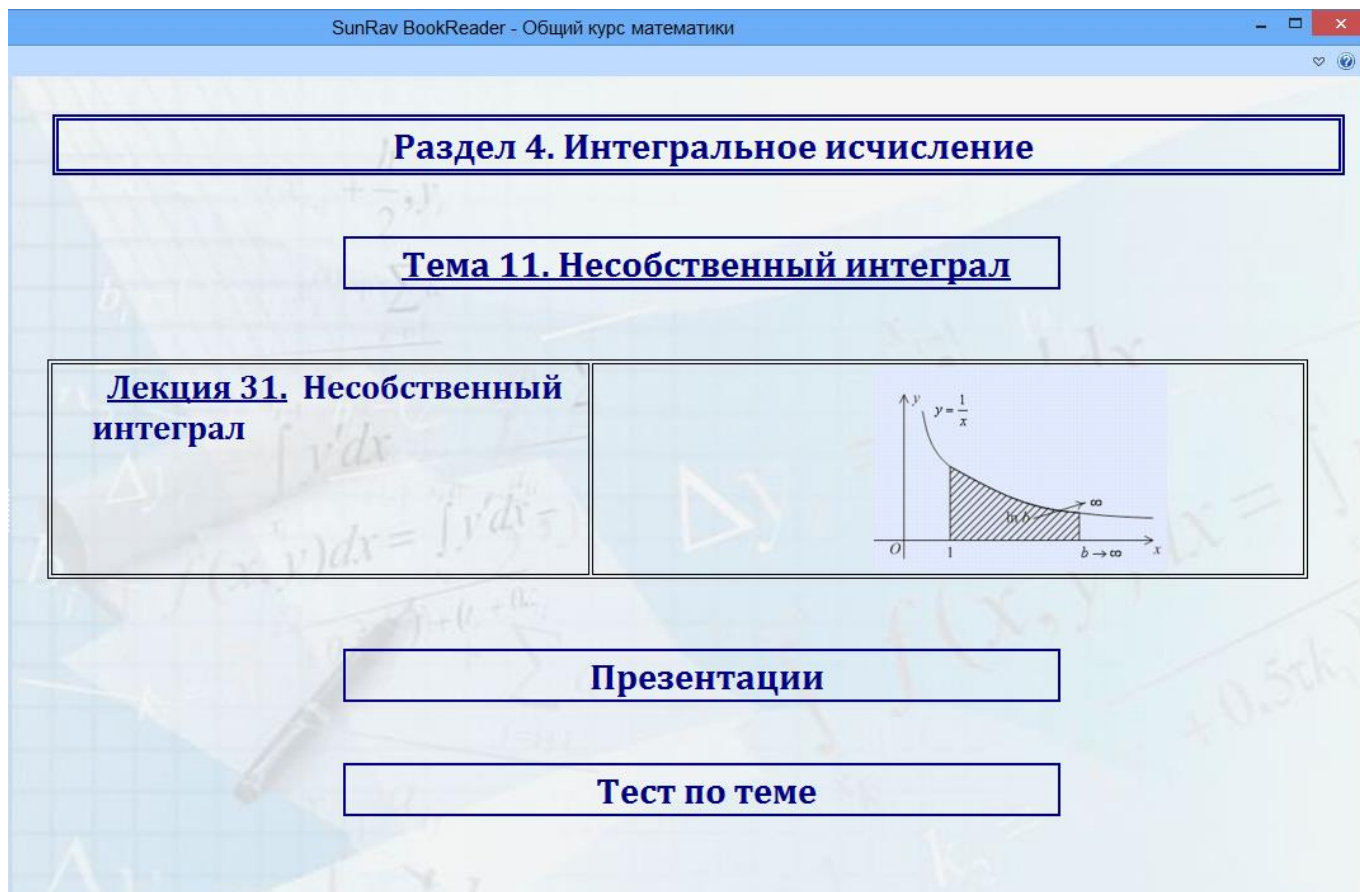 SunRav BookReader - Общий курс математики
Раздел 4. Интегральное исчисление
Тема 11. Несобственный интеграл
Лекция 31. Несобственный
интеграл
y
y = 1/x
ln b
∞
O
1
b → ∞
x
Презентации
Тест по теме